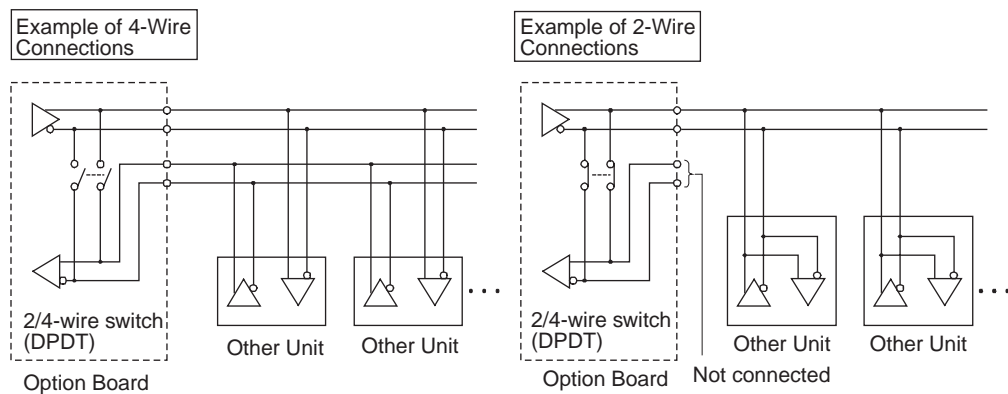 Example of 4-Wire
Connections
2/4-wire switch
(DPDT)
Option Board
Other Unit
Other Unit
...
Example of 2-Wire
Connections
2/4-wire switch
(DPDT)
Option Board
Other Unit
Other Unit
...
Not connected